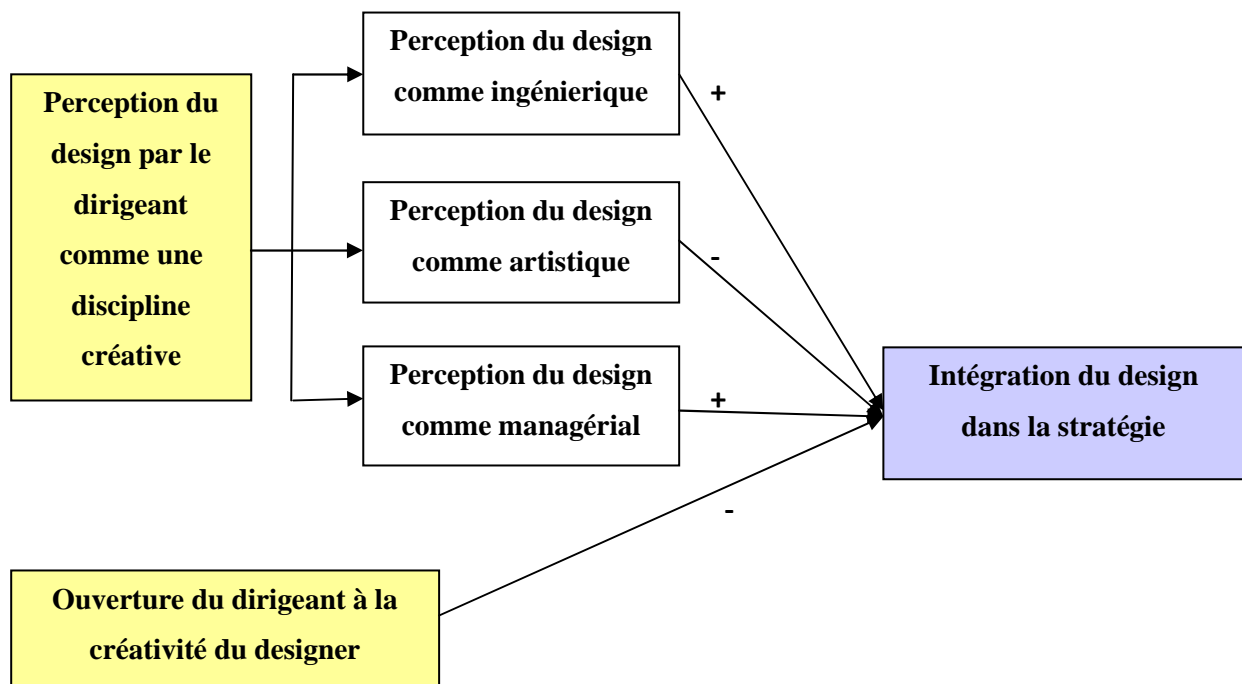 Perception du
design par le
dirigeant
comme une
discipline
créative
Perception du design
comme ingénierique
+
Perception du design
comme artistique
-
Perception du design
comme managérial
+
Intégration du design
dans la stratégie
-
Ouverture du dirigeant à la
créativité du designer